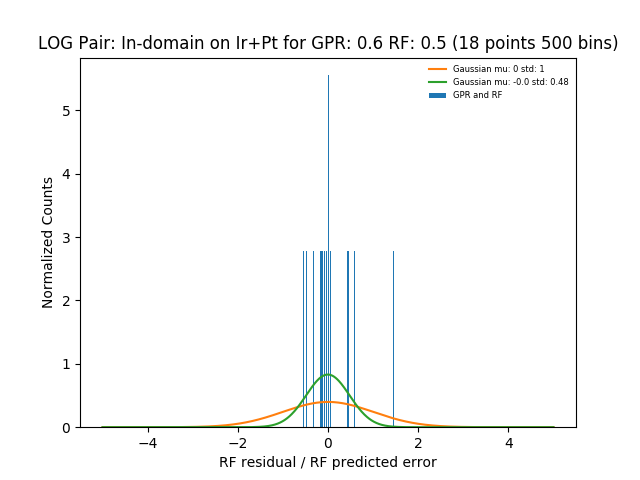 LOG Pair: In-domain on Ir+Pt for GPR: 0.6 RF: 0.5 (18 points 500 bins)
Gaussian mu: 0 std: 1
Gaussian mu: -0.0 std: 0.48
GPR and RF
Normalized Counts
5
4
3
2
1
0
−4
−2
0
2
4
RF residual / RF predicted error